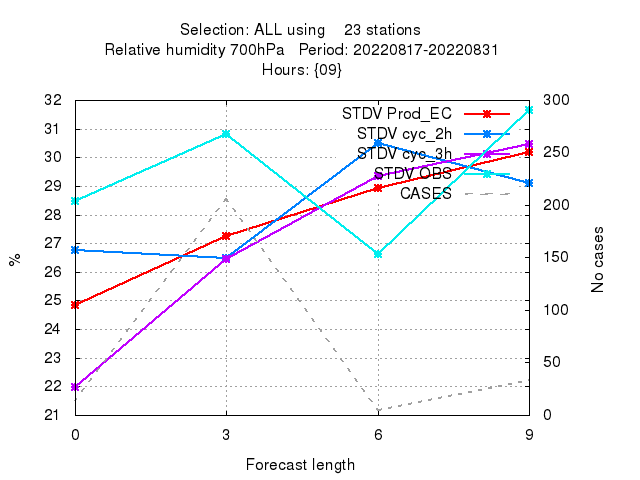 Selection: ALL using 23 stations
Relative humidity 700hPa Period: 20220817-20220831
Hours: {09}
32 300
31
30 250
29
28 200
27
26 150
25
24 100
23
22 50
21 0
%
No cases
STDV Prod_EC
STDV cyc_2h
STDV cyc_3h
STDV OBS
CASES
0 3 6 9
Forecast length